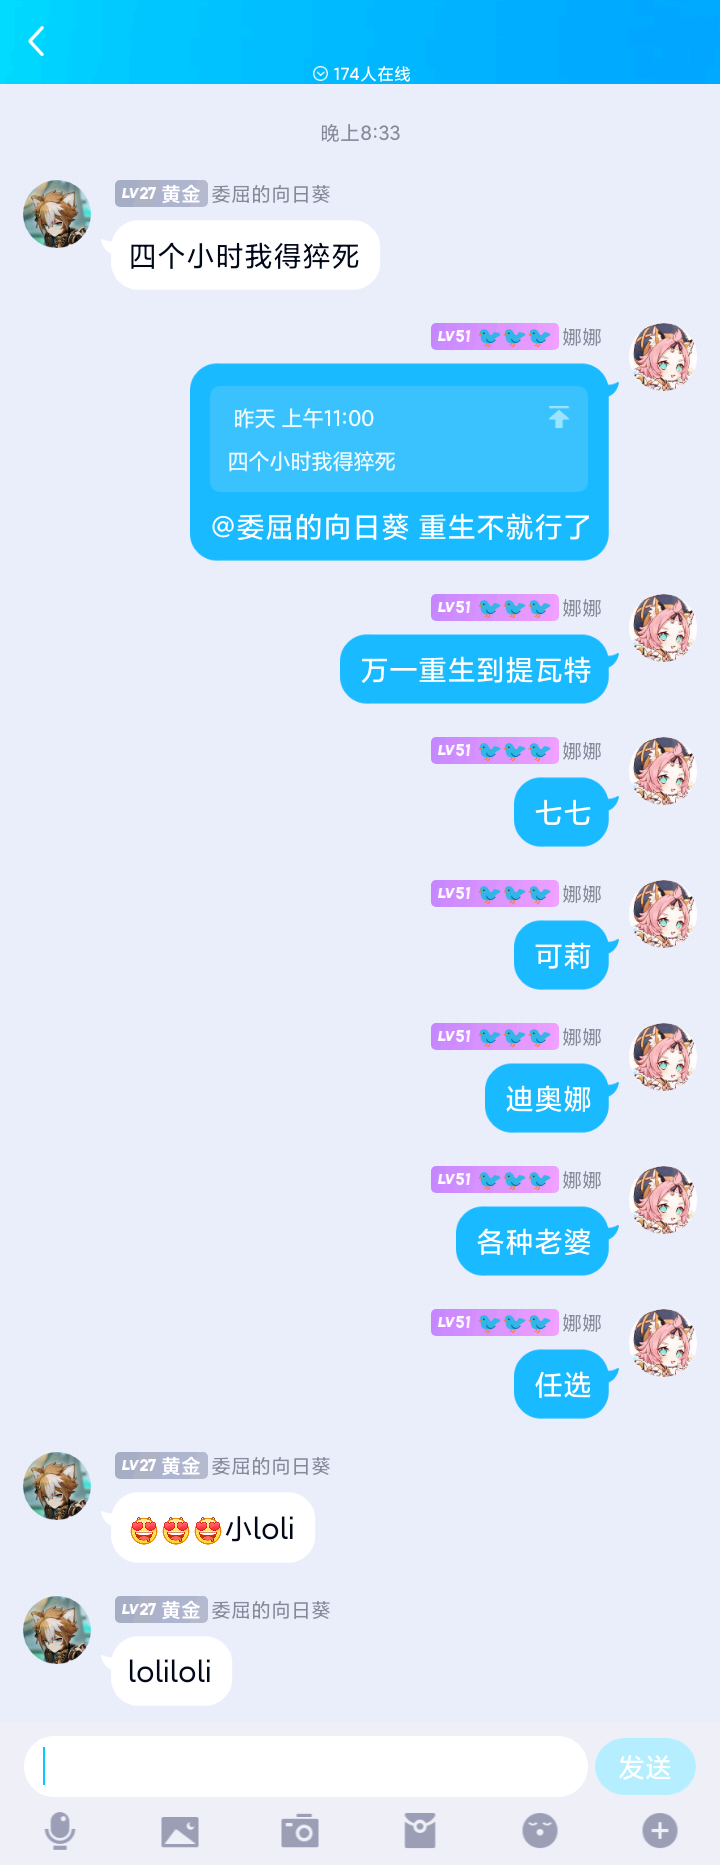 174人在线
晚上8:33
LV27 黄金 委屈的向日葵
四个小时我得猝死
LV51 🐦🐦🐦 娜娜
昨天 上午11:00
四个小时我得猝死
@委屈的向日葵 重生不就行了
LV51 🐦🐦🐦 娜娜
万一重生到提瓦特
LV51 🐦🐦🐦 娜娜
七七
LV51 🐦🐦🐦 娜娜
可莉
LV51 🐦🐦🐦 娜娜
迪奥娜
LV51 🐦🐦🐦 娜娜
各种老婆
LV51 🐦🐦🐦 娜娜
任选
LV27 黄金 委屈的向日葵
😍😍😍小loli
LV27 黄金 委屈的向日葵
loliloli
发送